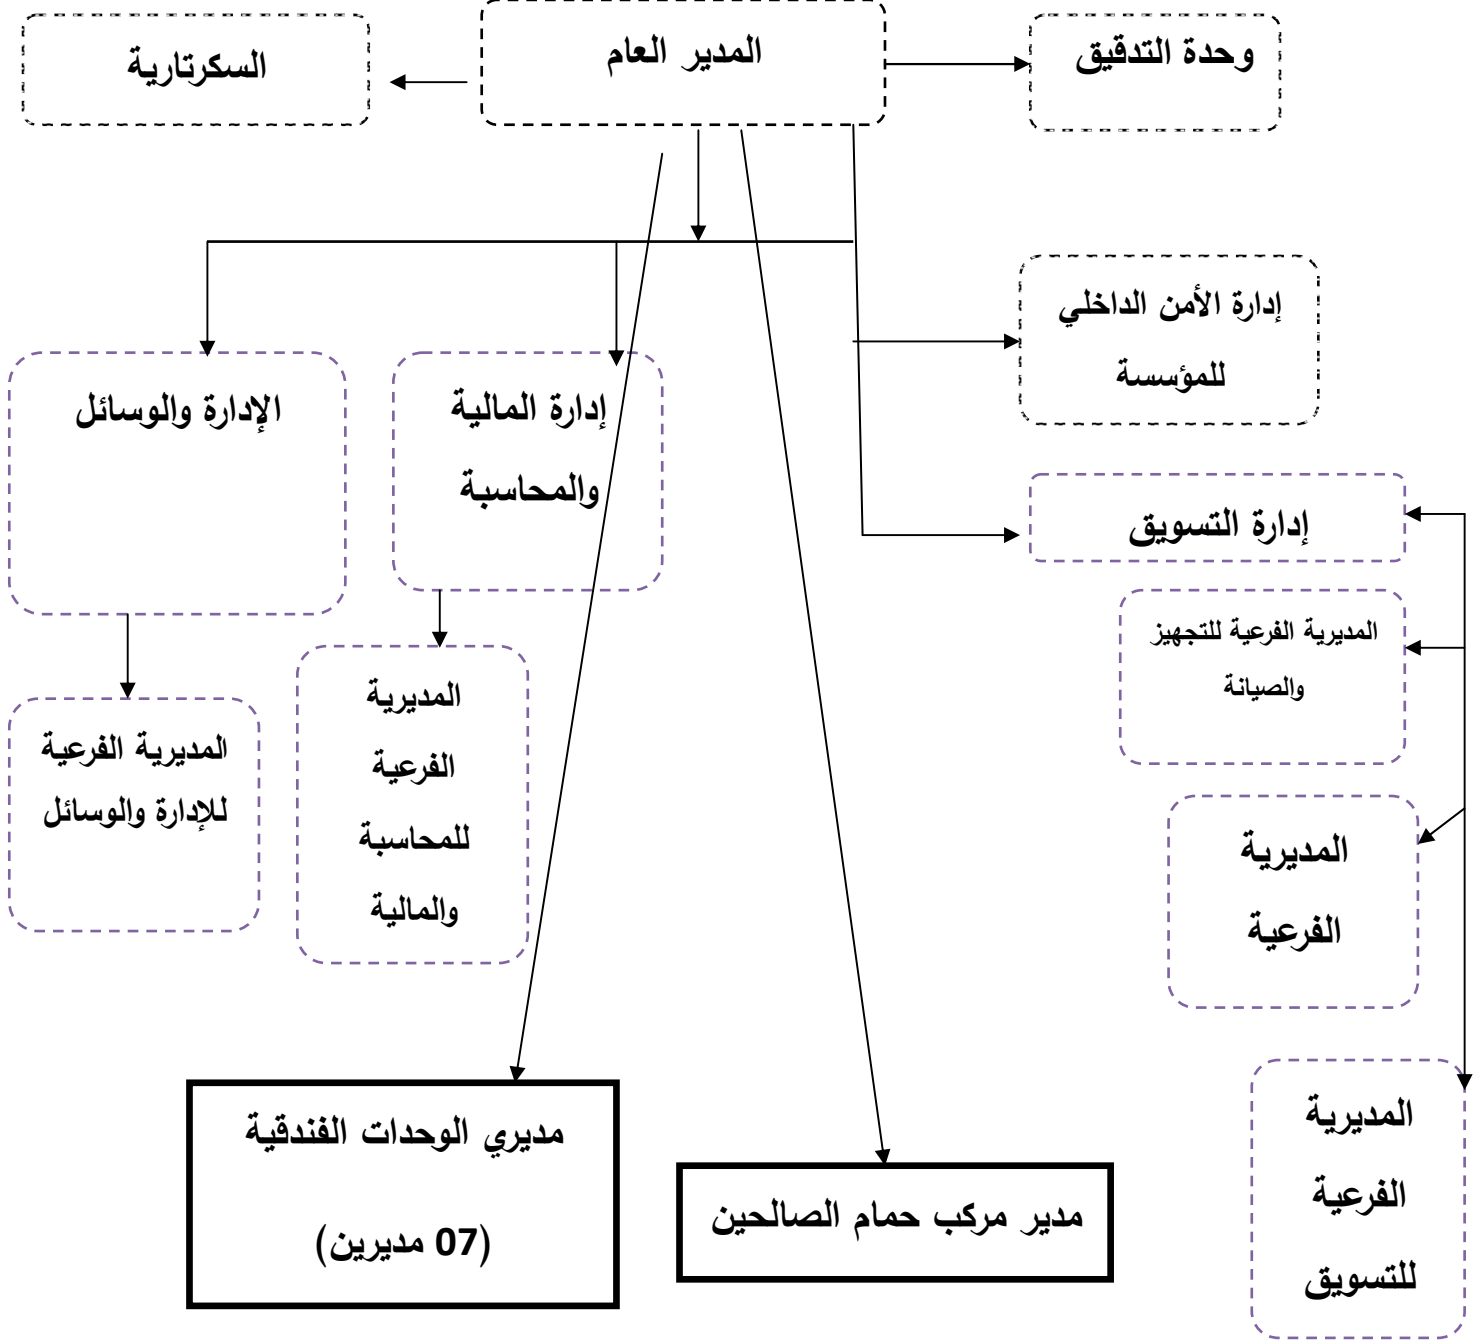 وحدة التدقيق
المدير العام
السكرتارية
إدارة الأمن الداخلي
للمؤسسة
إدارة المالية
والمحاسبة
الإدارة والوسائل
إدارة التسويق
المديرية الفرعية للتجهيز
والصيانة
المديرية
الفرعية
للمحاسبة
والمالية
المديرية الفرعية
للإدارة والوسائل
المديرية
الفرعية
المديرية
الفرعية
للتسويق
مدير مركب حمام الصالحين
مديري الوحدات الفندقية
(07 مديرين)